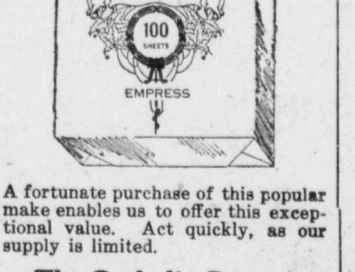 100
SHEETS
EMPRESS
A fortunate purchase of this popular
make enables us to offer this excep-
tional value. Act quickly, as our
supply is limited.